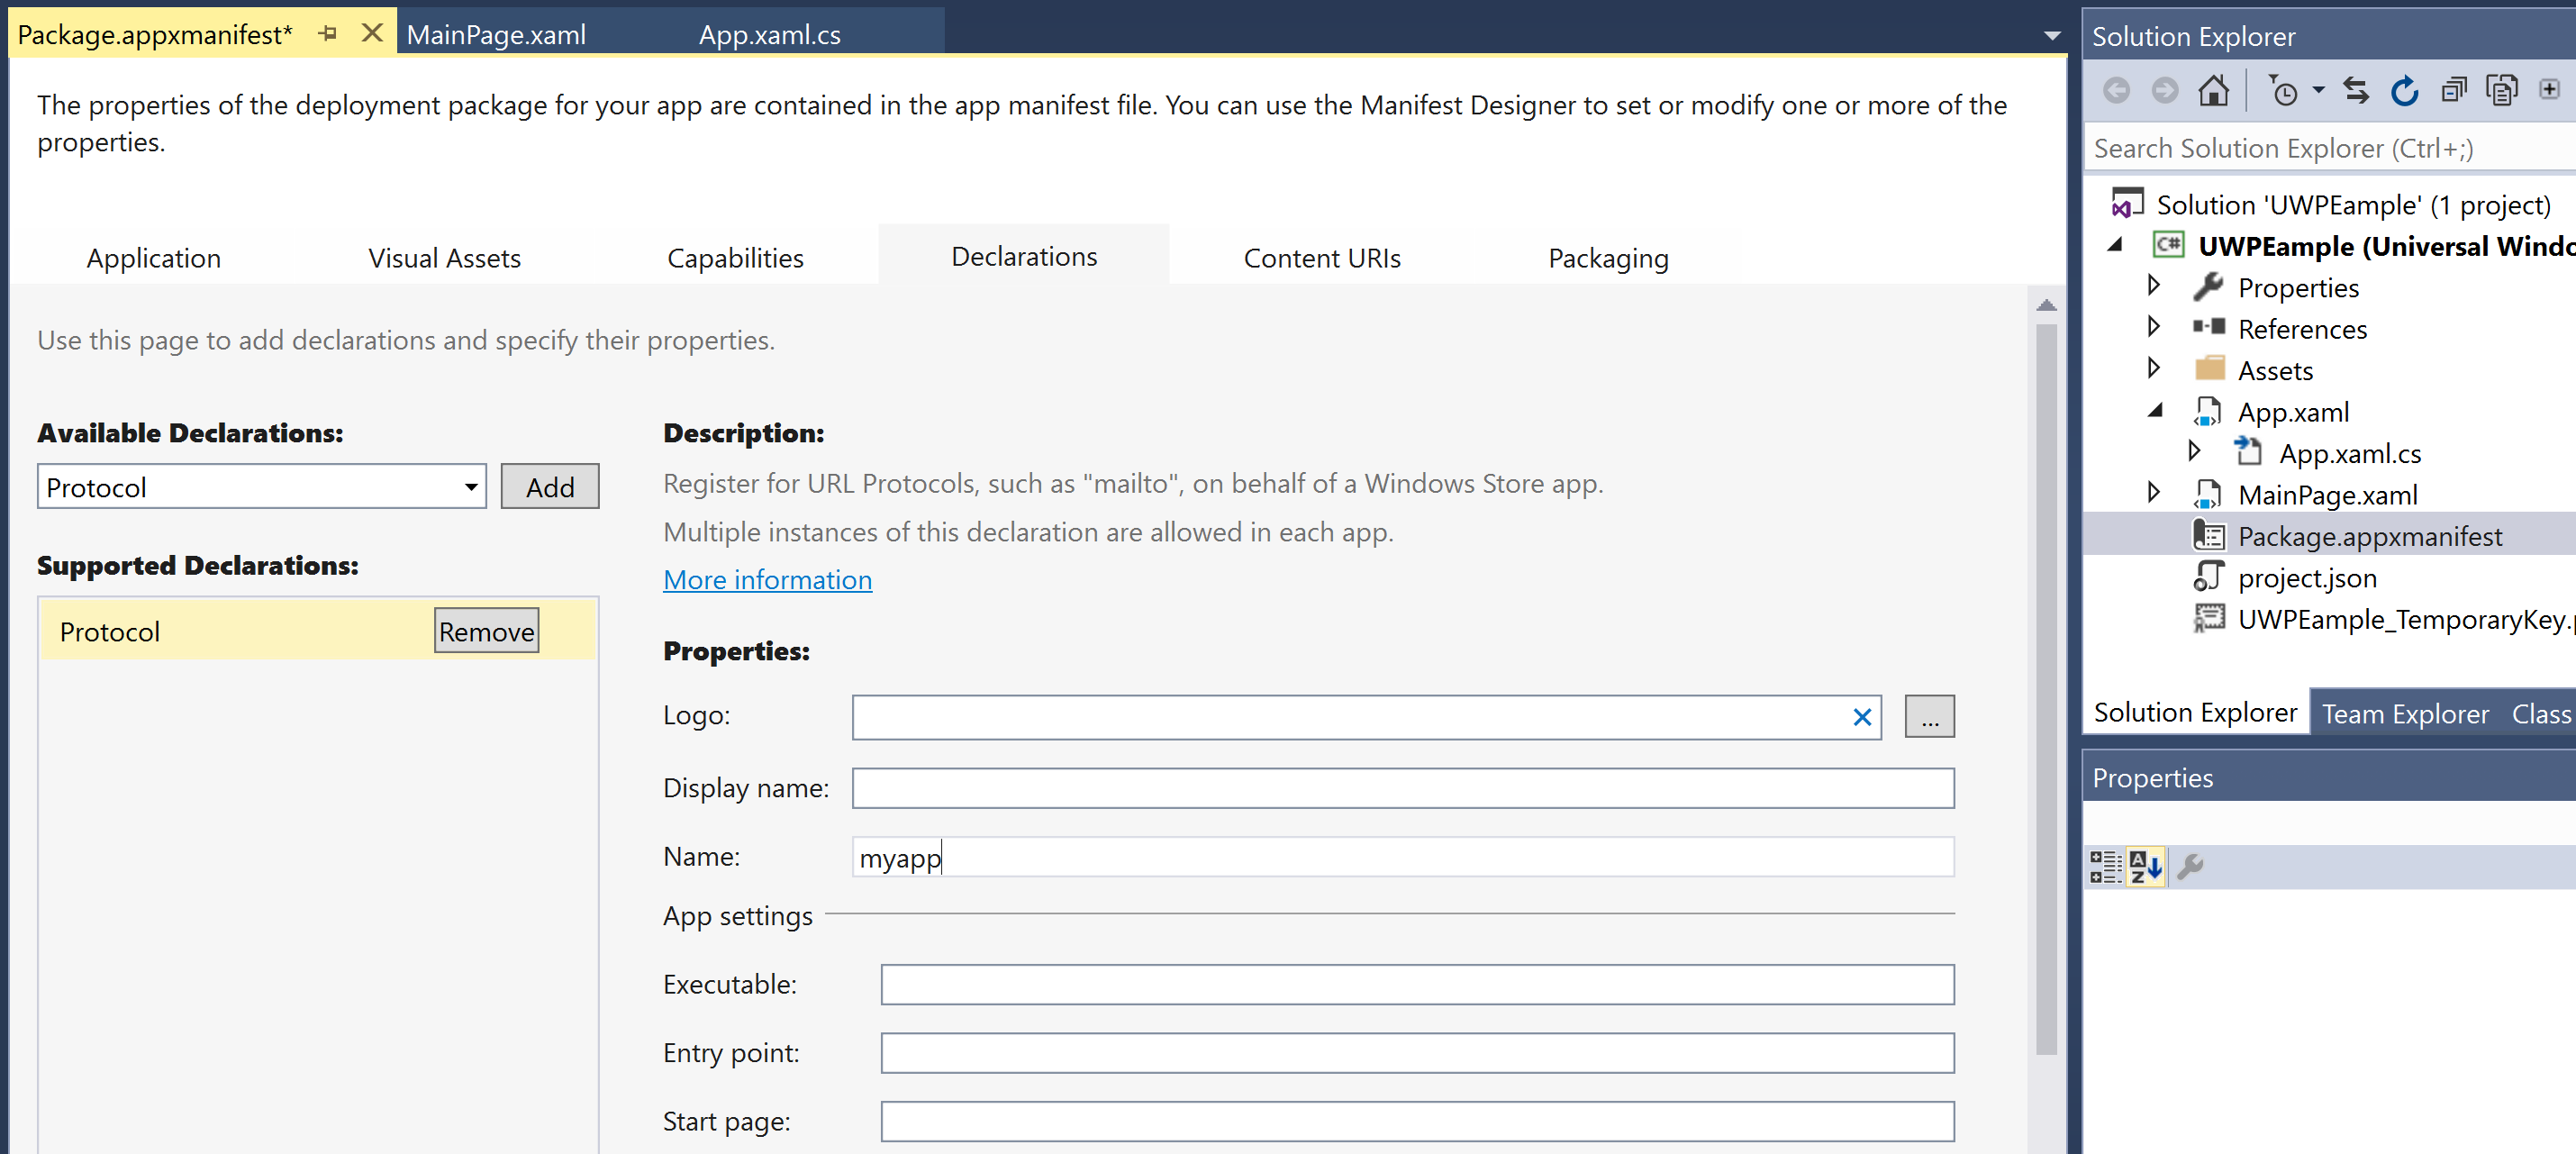 Package.appxmanifest*
MainPage.xaml
App.xaml.cs
The properties of the deployment package for your app are contained in the app manifest file. You can use the Manifest Designer to set or modify one or more of the
properties.
Application
Visual Assets
Capabilities
Declarations
Content URIs
Packaging
Use this page to add declarations and specify their properties.
Available Declarations:
Protocol
Add
Supported Declarations:
Protocol
Remove
Description:
Register for URL Protocols, such as "mailto", on behalf of a Windows Store app.
Multiple instances of this declaration are allowed in each app.
More information
Properties:
Logo:
...
Display name:
Name:
myapp
App settings
Executable:
Entry point:
Start page:
Solution Explorer
Search Solution Explorer (Ctrl+;)
Solution 'UWPEample' (1 project)
C# UWPEample (Universal Windo
Properties
References
Assets
App.xaml
App.xaml.cs
MainPage.xaml
Package.appxmanifest
project.json
UWPEample_TemporaryKey.
Solution Explorer
Team Explorer
Class
Properties